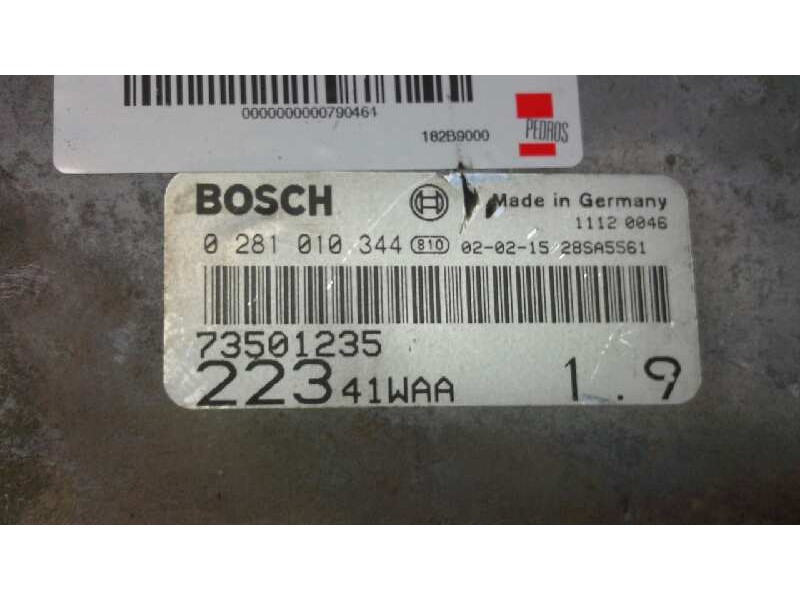 0000000000790461
182B9000
PEDROS
BOSCH Made in Germany
1112 0046
0 281 010 344 810 02-02-15 28SA5561
73501235
223 41WAA 1.9